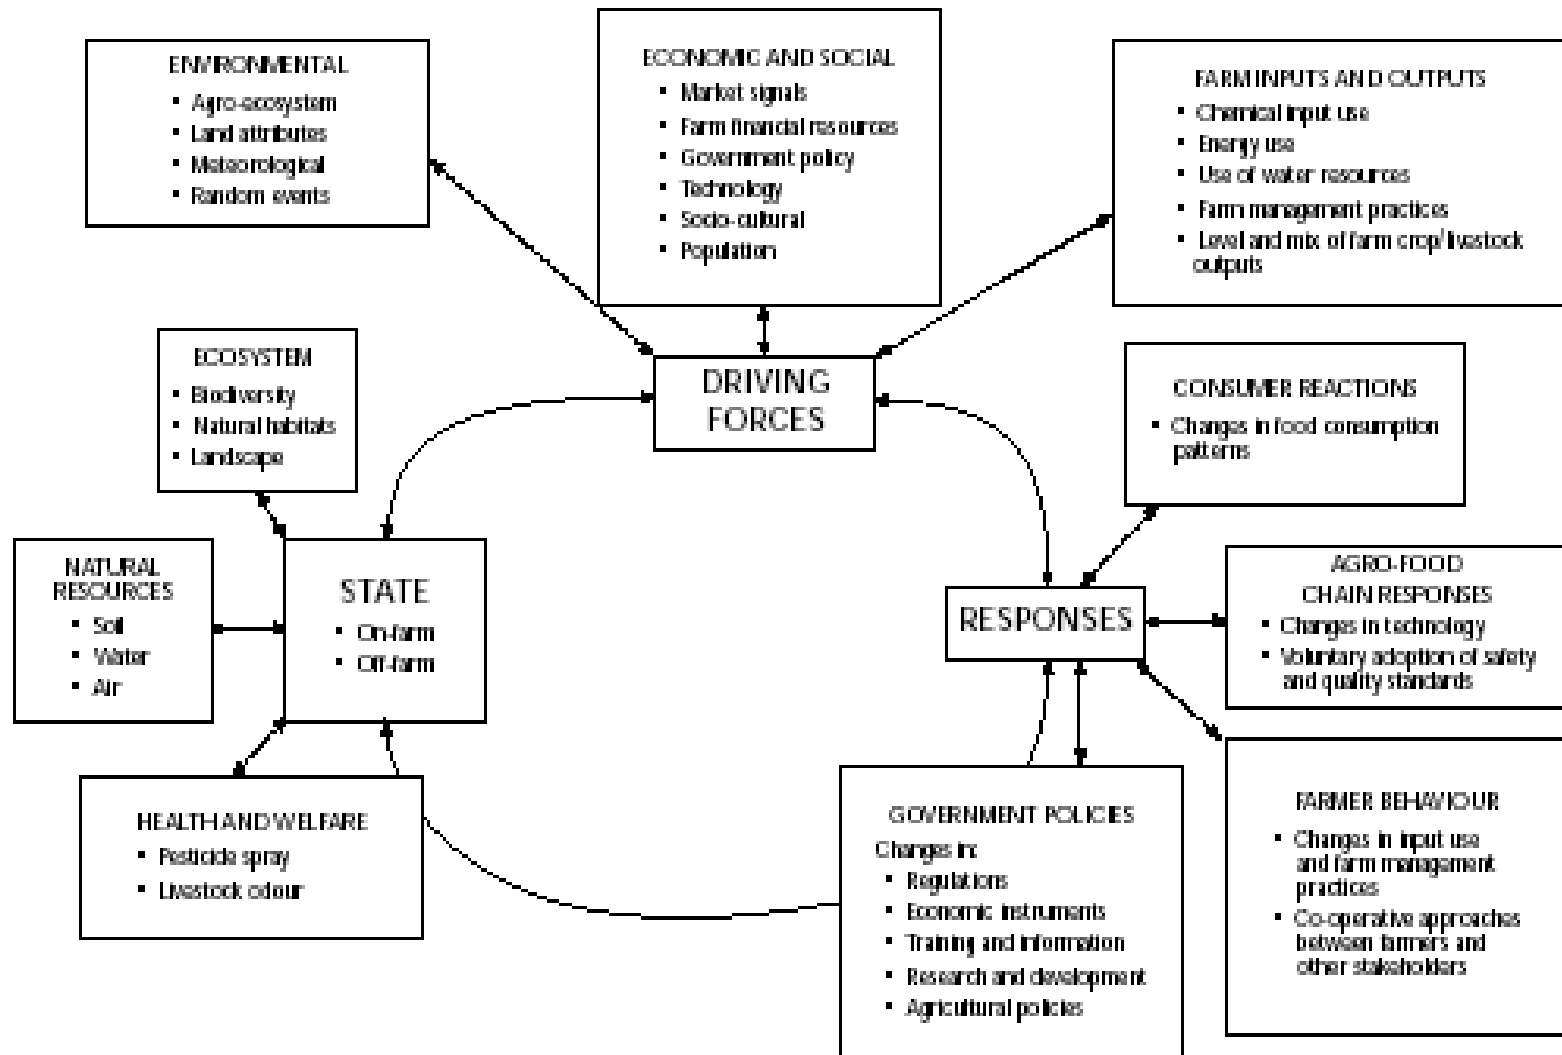 ENVIRONMENTAL
▪ Agro-ecosystem
▪ Land attributes
▪ Meteorological
▪ Random events
ECONOMIC AND SOCIAL
▪ Market signals
▪ Farm financial resources
▪ Government policy
▪ Technology
▪ Socio-cultural
▪ Population
FARM INPUTS AND OUTPUTS
▪ Chemical input use
▪ Energy use
▪ Use of water resources
▪ Farm management practices
▪ Level and mix of farm crop/livestock
outputs
DRIVING
FORCES
ECOSYSTEM
▪ Biodiversity
▪ Natural habitats
▪ Landscape
CONSUMER REACTIONS
▪ Changes in food consumption
patterns
NATURAL
RESOURCES
▪ Soil
▪ Water
▪ Air
STATE
▪ On-farm
▪ Off-farm
RESPONSES
AGRO-FOOD
CHAIN RESPONSES
▪ Changes in technology
▪ Voluntary adoption of safety
and quality standards
HEALTH AND WELFARE
▪ Pesticide spray
▪ Livestock odour
GOVERNMENT POLICIES
Changes in:
▪ Regulations
▪ Economic instruments
▪ Training and information
▪ Research and development
▪ Agricultural policies
FARMER BEHAVIOUR
▪ Changes in input use
and farm management
practices
▪ Co-operative approaches
between farmers and
other stakeholders